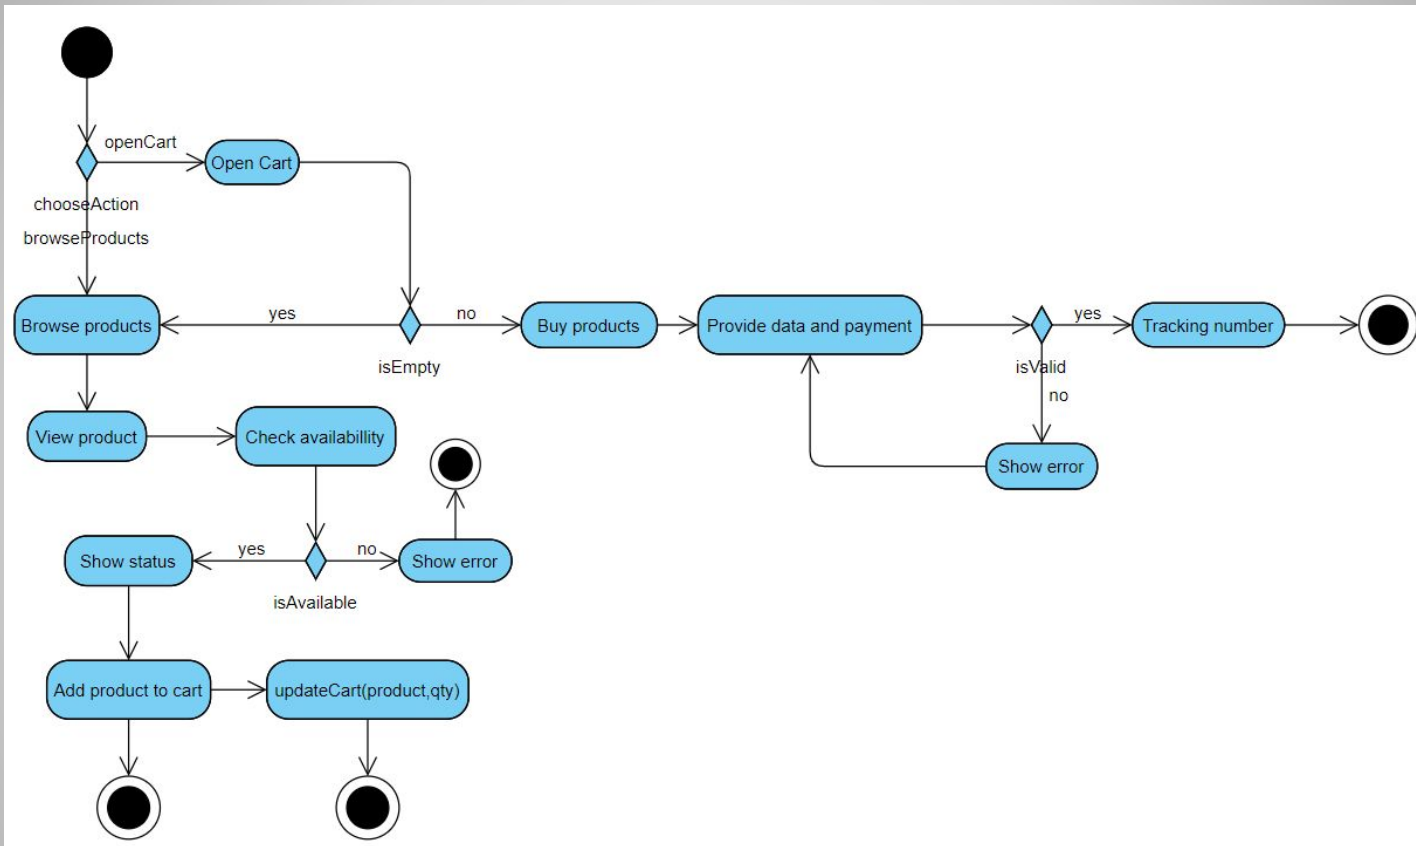 openCart
Open Cart
chooseAction
browseProducts
Browse products
yes
no
isEmpty
Buy products
Provide data and payment
yes
isValid
no
Tracking number
Show error
View product
Check availabillity
Show status
yes
no
isAvailable
Show error
Add product to cart
updateCart(product,qty)